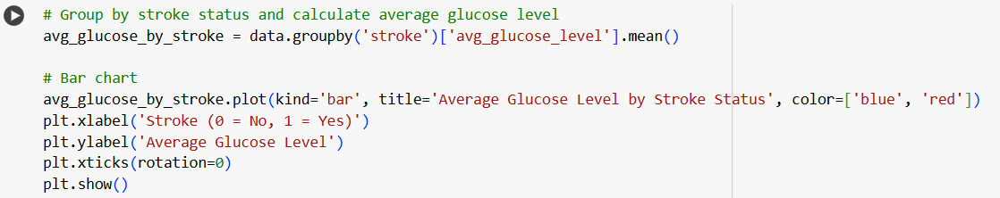 # Group by stroke status and calculate average glucose level
avg_glucose_by_stroke = data.groupby('stroke')['avg_glucose_level'].mean()
# Bar chart
avg_glucose_by_stroke.plot(kind='bar', title='Average Glucose Level by Stroke Status', color=['blue', 'red'])
plt.xlabel('Stroke (0 = No, 1 = Yes)')
plt.ylabel('Average Glucose Level')
plt.xticks(rotation=0)
plt.show()